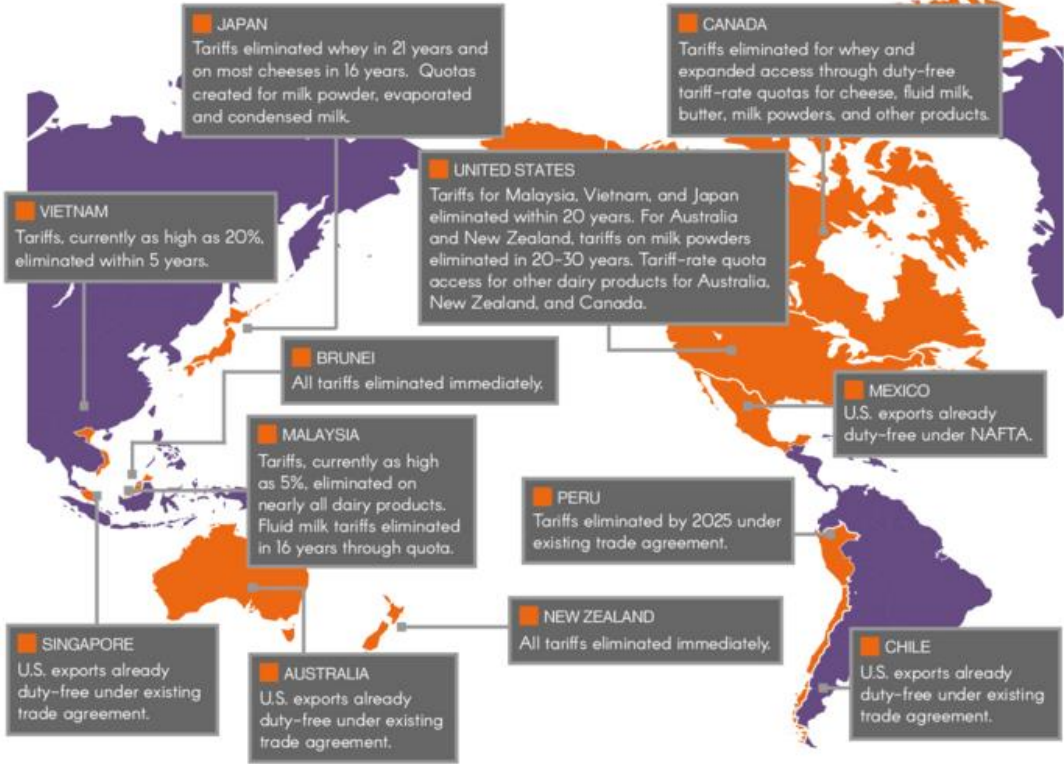 JAPAN
Tariffs eliminated whey in 21 years and
on most cheeses in 16 years. Quotas
created for milk powder, evaporated
and condensed milk.
CANADA
Tariffs eliminated for whey and
expanded access through duty-free
tariff-rate quotas for cheese, fluid milk,
butter, milk powders, and other products.
UNITED STATES
Tariffs for Malaysia, Vietnam, and Japan
eliminated within 20 years. For Australia
and New Zealand, tariffs on milk powders
eliminated in 20-30 years. Tariff-rate quota
access for other dairy products for Australia,
New Zealand, and Canada.
VIETNAM
Tariffs, currently as high as 20%,
eliminated within 5 years.
BRUNEI
All tariffs eliminated immediately.
MEXICO
U.S. exports already
duty-free under NAFTA.
MALAYSIA
Tariffs, currently as high
as 5%, eliminated on
nearly all dairy products.
Fluid milk tariffs eliminated
in 16 years through quota.
PERU
Tariffs eliminated by 2025 under
existing trade agreement.
NEW ZEALAND
All tariffs eliminated immediately.
SINGAPORE
U.S. exports already
duty-free under existing
trade agreement.
AUSTRALIA
U.S. exports already
duty-free under existing
trade agreement.
CHILE
U.S. exports already
duty-free under existing
trade agreement.